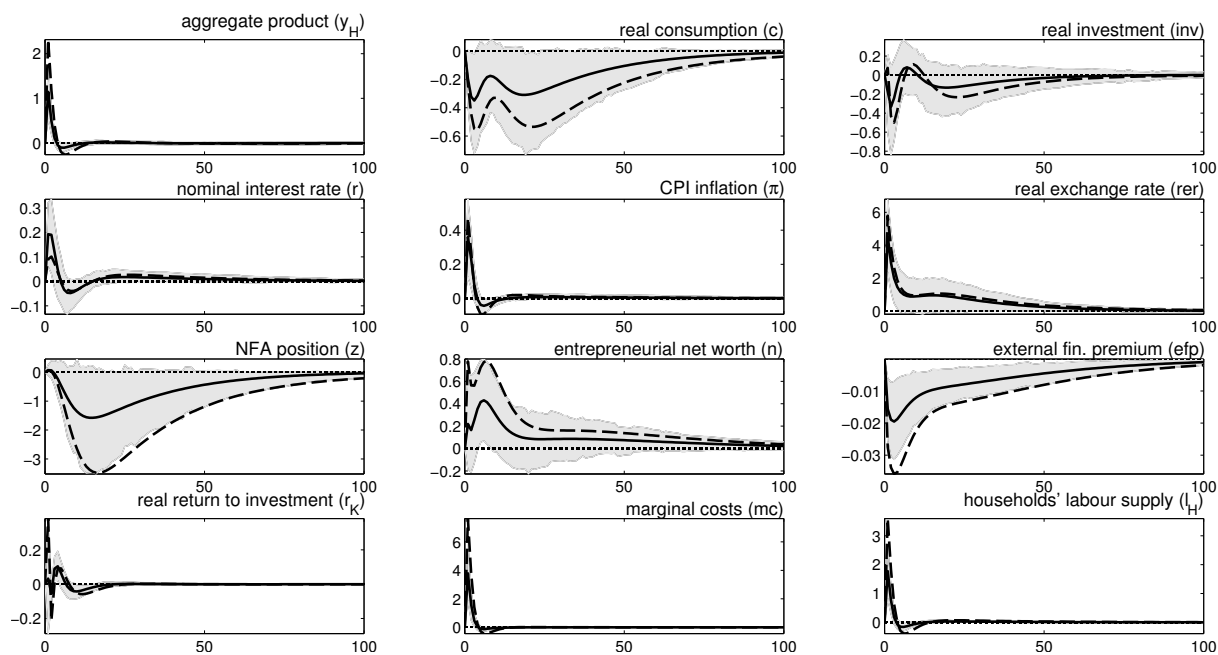 aggregate product (y_H)
2
1
0
0 50 100
real consumption (c)
0
−0.2
−0.4
−0.6
0 50 100
real investment (inv)
0.2
0
−0.2
−0.4
−0.6
−0.8
0 50 100
nominal interest rate (r)
0.3
0.2
0.1
0
−0.1
0 50 100
CPI inflation (π)
0.4
0.2
0
0 50 100
real exchange rate (rer)
6
4
2
0
0 50 100
NFA position (z)
0
−1
−2
−3
0 50 100
entrepreneurial net worth (n)
0.8
0.6
0.4
0.2
0
−0.2
0 50 100
external fin. premium (efp)
−0.01
−0.02
−0.03
0 50 100
real return to investment (r_K)
0.2
0
−0.2
0 50 100
marginal costs (mc)
6
4
2
0
0 50 100
households' labour supply (l_H)
3
2
1
0
0 50 100